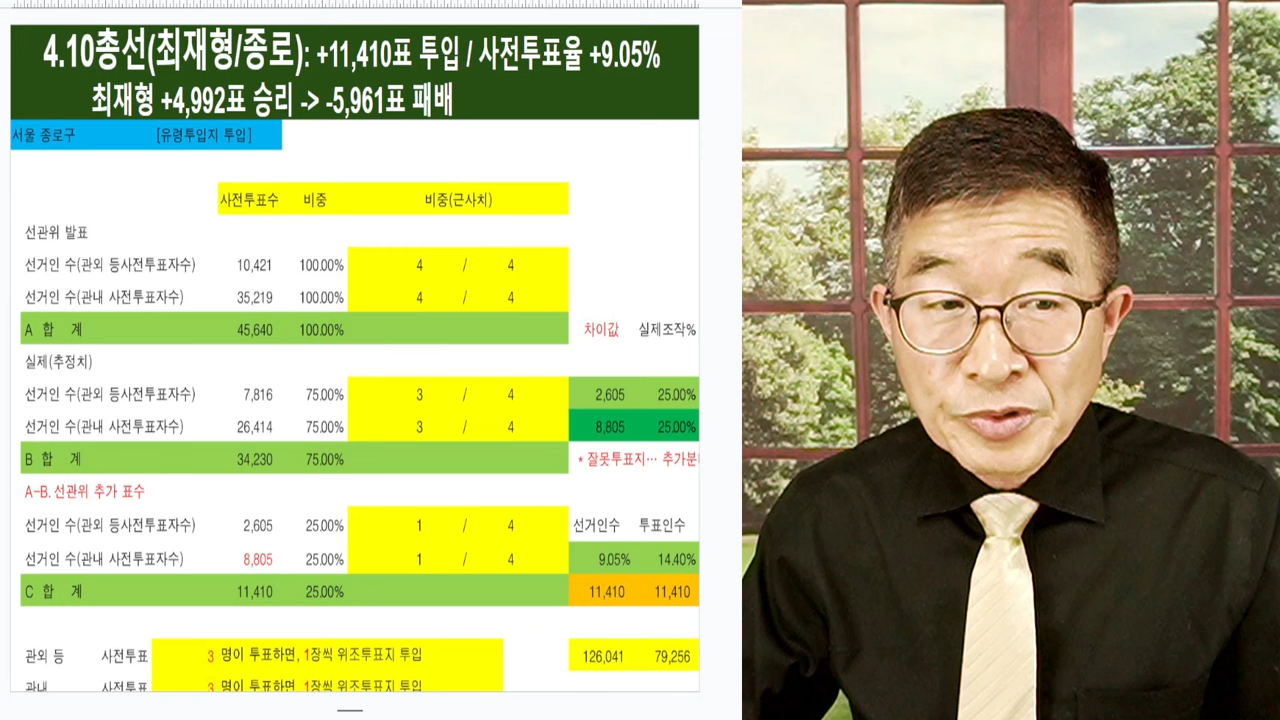 4.10총선(최재형/종로): +11,410표 투입 / 사전투표율 +9.05%
최재형 +4,992표 승리 -> -5,961표 패배
서울 종로구 [유령투입지 투입]
사전투표수 비중 비중(근사치)
선관위 발표
선거인 수(관외 등사전투표자수) 10,421 100.00% 4 / 4
선거인 수(관내 사전투표자수) 35,219 100.00% 4 / 4
A 합 계 45,640 100.00% 차이값 실제조작%
실제(추정치)
선거인 수(관외 등사전투표자수) 7,816 75.00% 3 / 4 2,605 25.00%
선거인 수(관내 사전투표자수) 26,414 75.00% 3 / 4 8,805 25.00%
B 합 계 34,230 75.00% * 잘못투표지… 추가분
A-B. 선관위 추가 표수
선거인 수(관외 등사전투표자수) 2,605 25.00% 1 / 4 선거인수 투표인수
선거인 수(관내 사전투표자수) 8,805 25.00% 1 / 4 9.05% 14.40%
C 합 계 11,410 25.00% 11,410 11,410
관외 등 사전투표 3 명이 투표하면, 1장씩 위조투표지 투입 126,041 79,256
관내 사전투표 3 명이 투표하면, 1장씩 위조투표지 투입